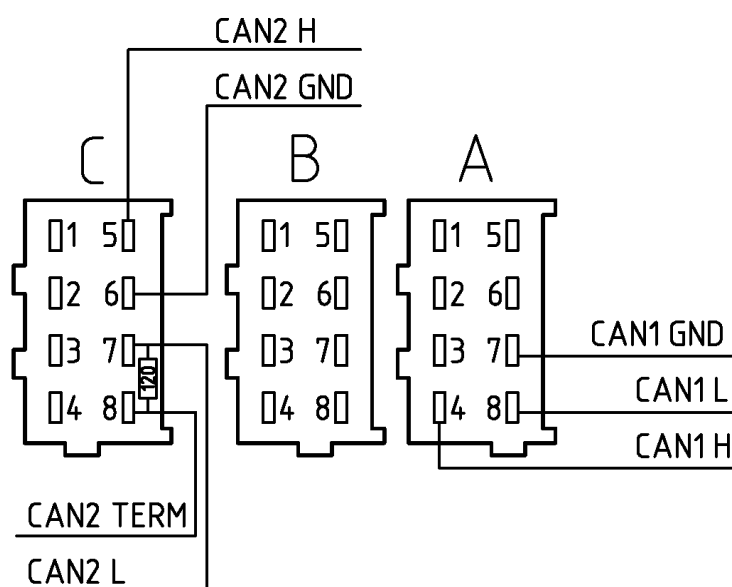 CAN2 H
CAN2 GND
C B A
1 5 1 5 1 5
2 6 2 6 2 6
3 7 3 7 3 7
CAN1 GND
120
4 8 4 8 4 8
CAN1 L
CAN1 H
CAN2 TERM
CAN2 L